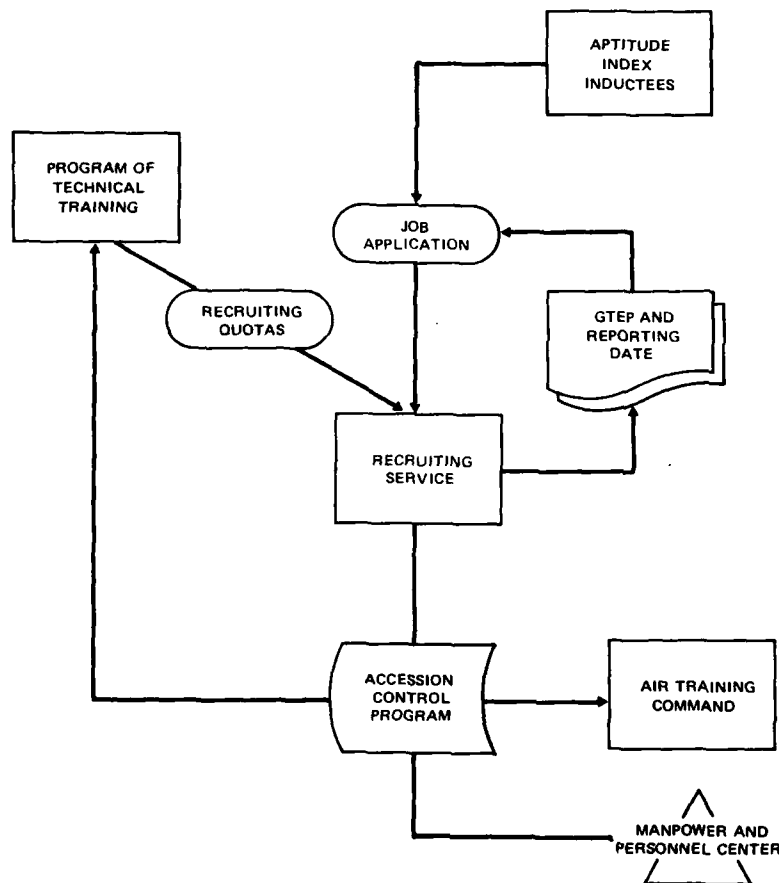 APTITUDE
INDEX
INDUCTEES
PROGRAM OF
TECHNICAL
TRAINING
JOB
APPLICATION
RECRUITING
QUOTAS
GTEP AND
REPORTING
DATE
RECRUITING
SERVICE
ACCESSION
CONTROL
PROGRAM
AIR TRAINING
COMMAND
MANPOWER AND
PERSONNEL CENTER